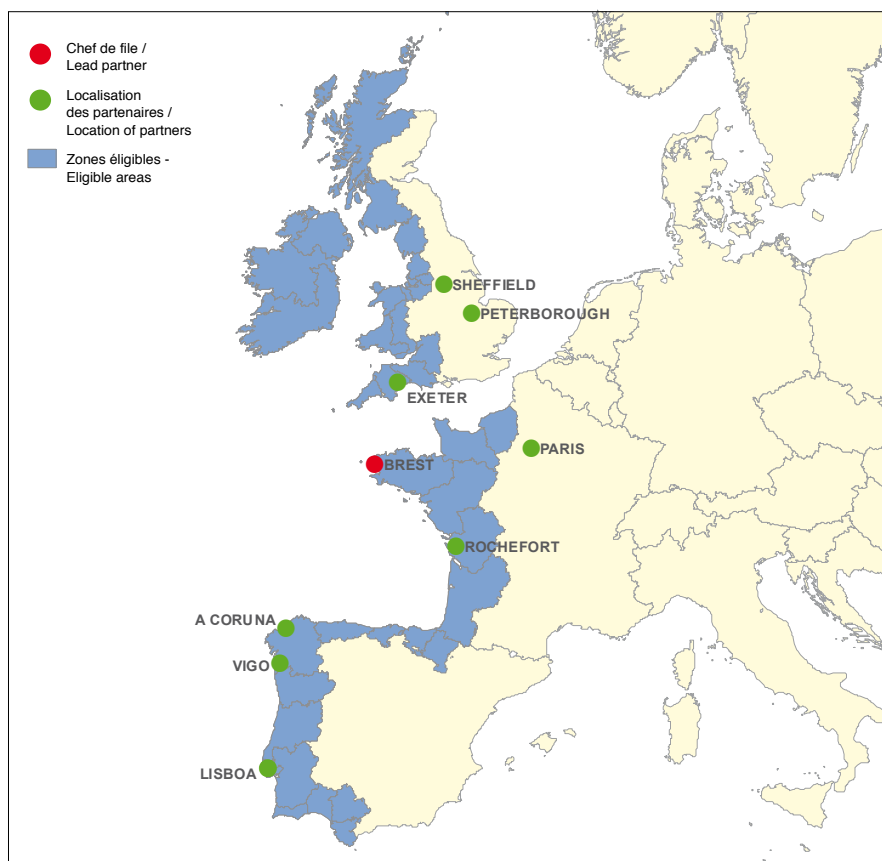 Chef de file /
Lead partner
Localisation
des partenaires /
Location of partners
Zones éligibles -
Eligible areas
SHEFFIELD
PETERBOROUGH
EXETER
PARIS
BREST
ROCHEFORT
A CORUNA
VIGO
LISBOA